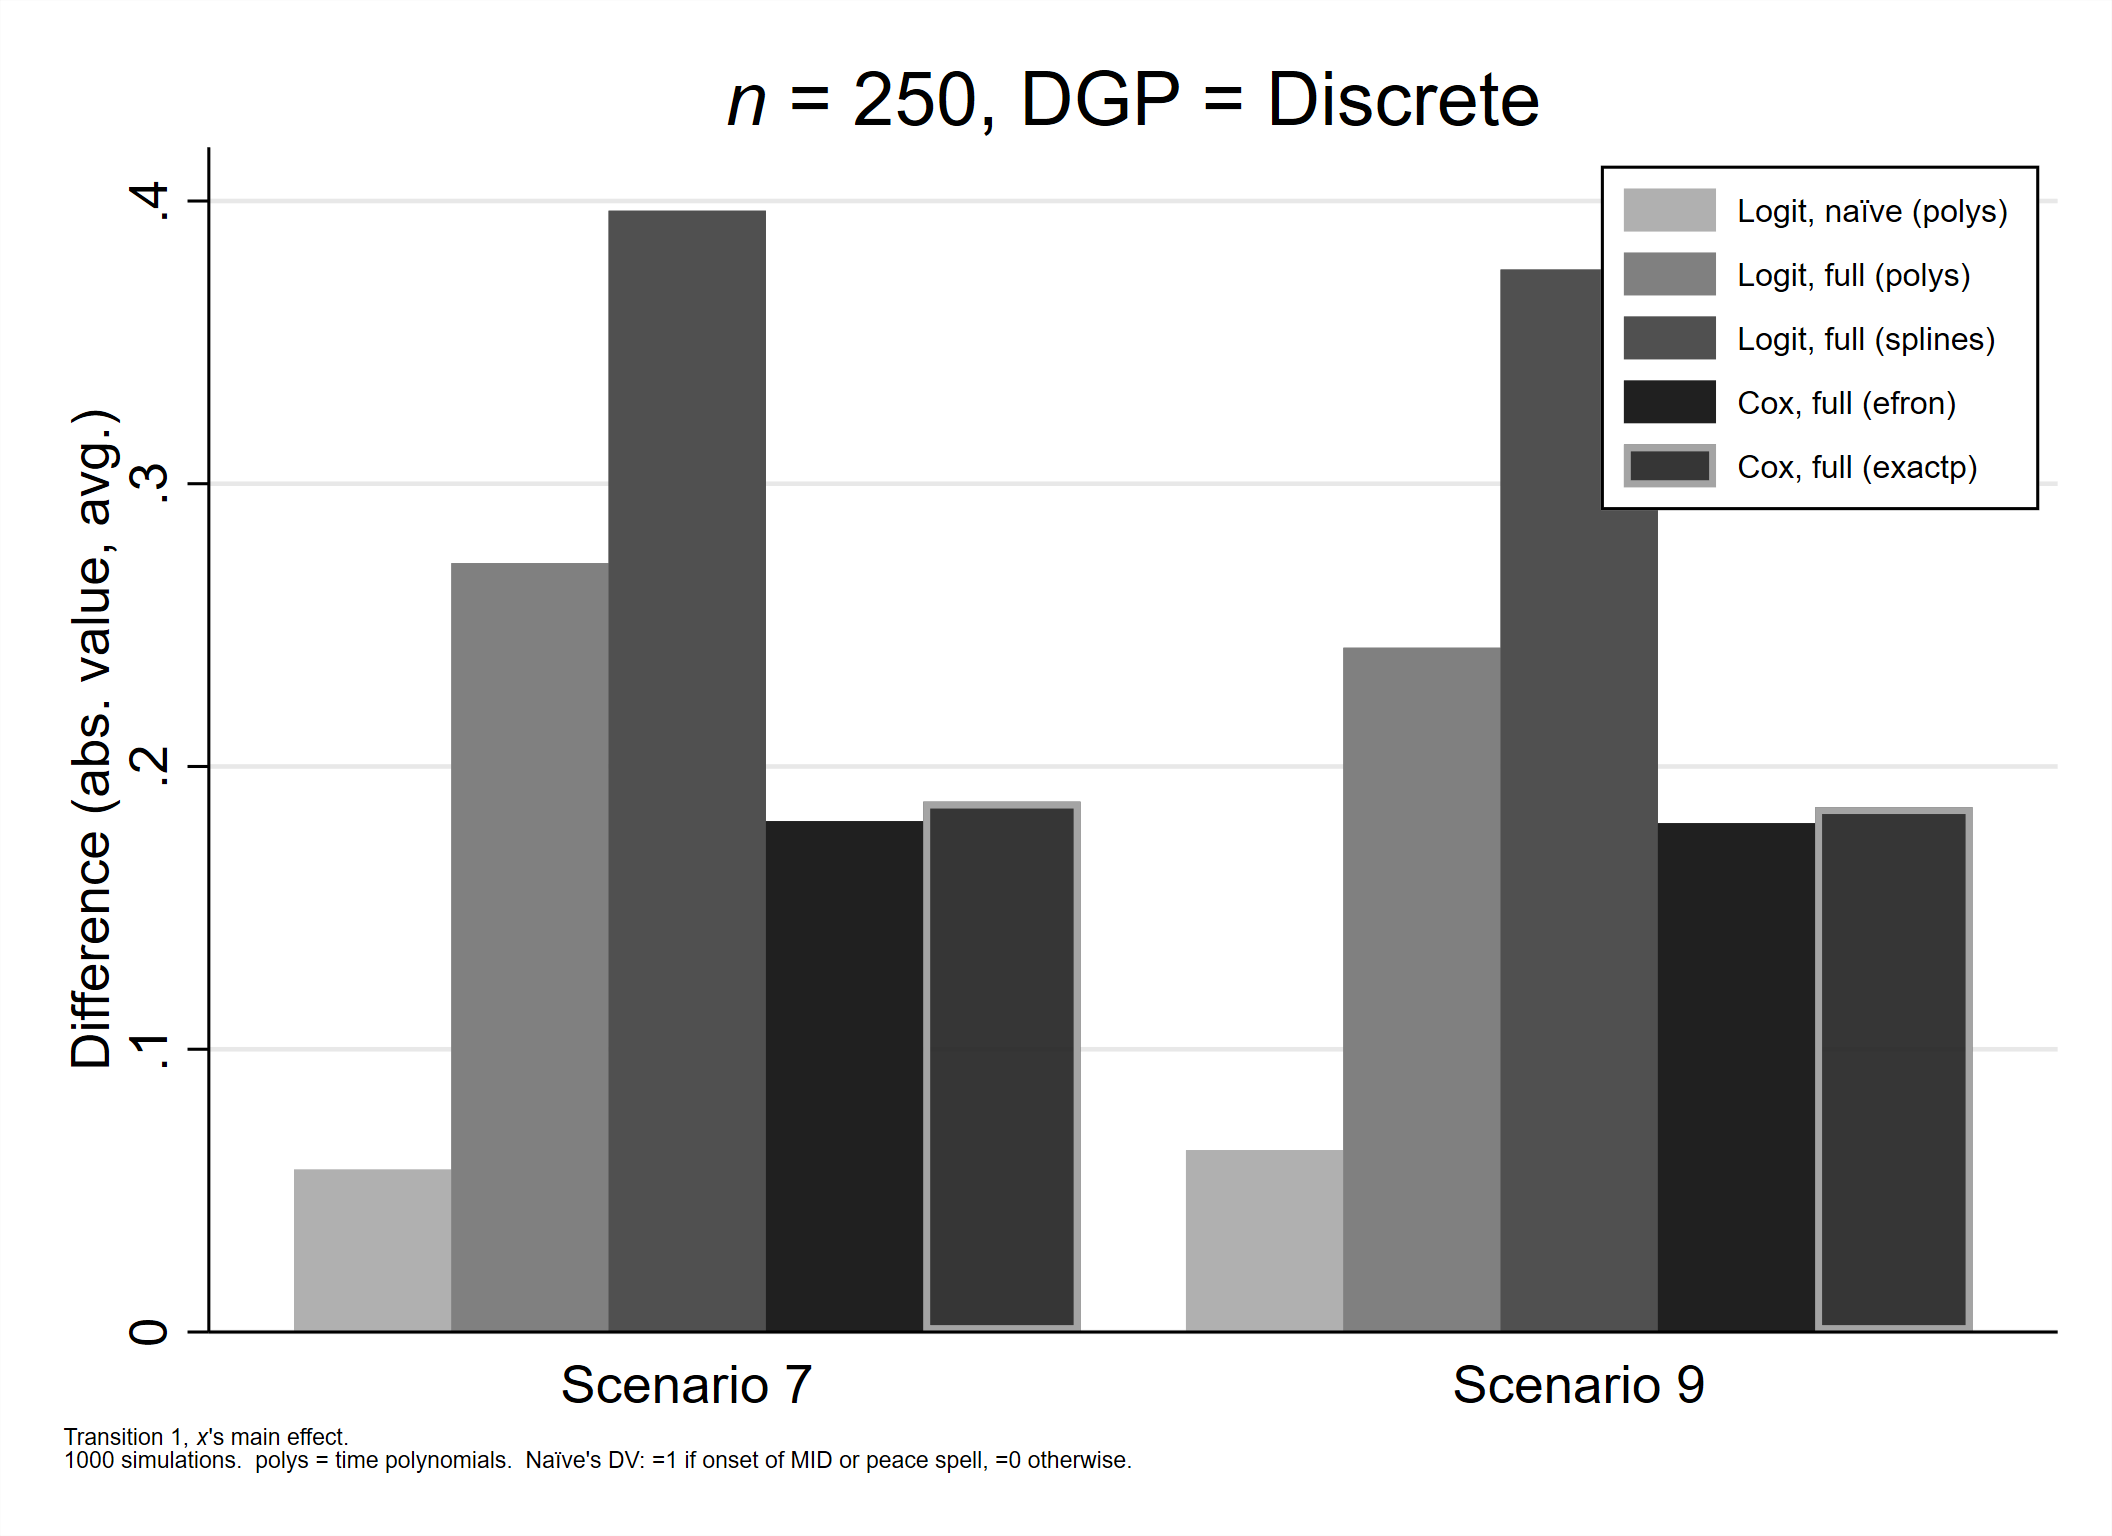 n = 250, DGP = Discrete
Difference (abs. value, avg.)
.4
.3
.2
.1
0
Logit, naïve (polys)
Logit, full (polys)
Logit, full (splines)
Cox, full (efron)
Cox, full (exactp)
Scenario 7
Scenario 9
Transition 1, x's main effect.
1000 simulations.  polys = time polynomials.  Naïve's DV: =1 if onset of MID or peace spell, =0 otherwise.